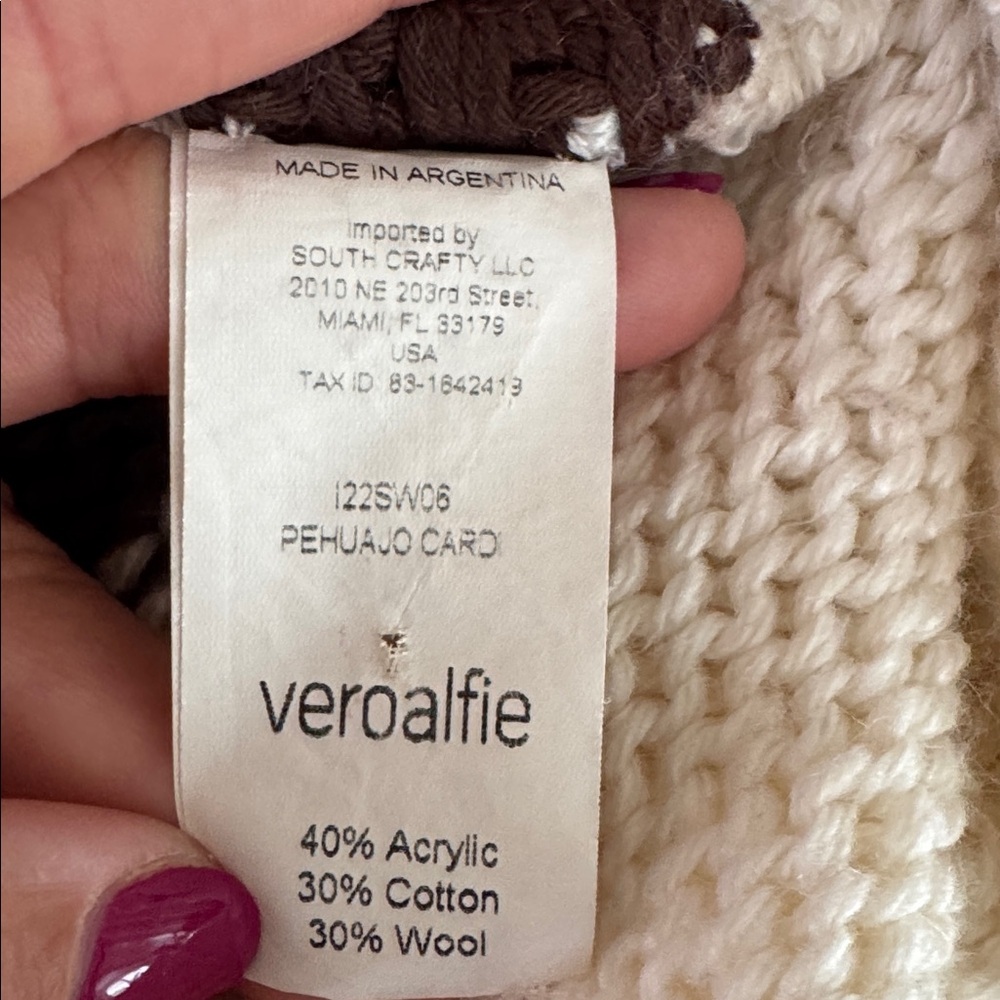 MADE IN ARGENTINA
Imported by
SOUTH CRAFTY LLC
2010 NE 203rd Street,
MIAMI, FL 33179
USA
TAX ID: 83-1642413
I22SW06
PEHUAJO CARDI
veroalfie
40% Acrylic
30% Cotton
30% Wool